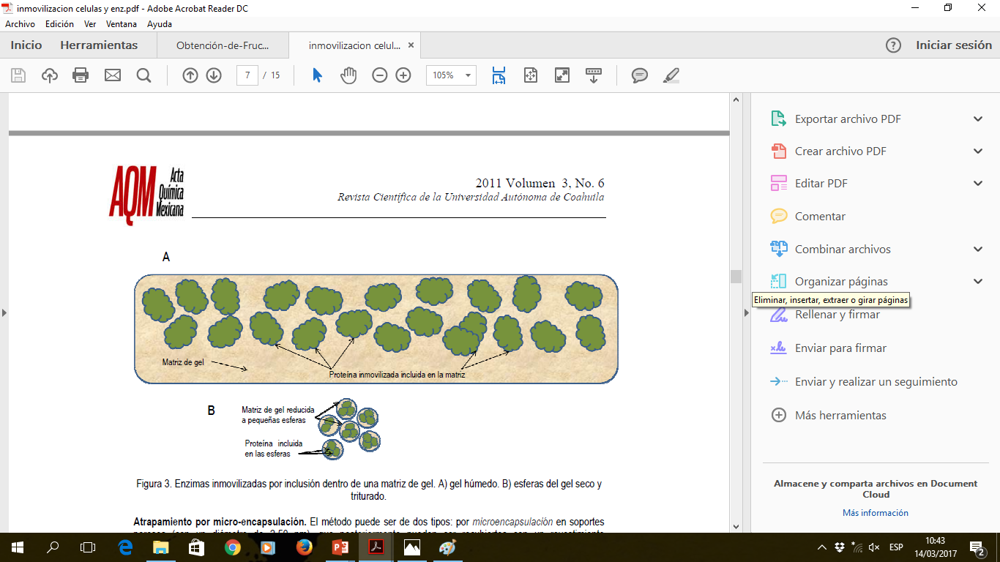 inmovilizacion celulas y enz.pdf - Adobe Acrobat Reader DC
Archivo Edición Ver Ventana Ayuda
Inicio Herramientas Obtención-de-Fruc... inmovilizacion celul... × ? Iniciar sesión
7 / 15 105%
AQM Acta Química Mexicana
2011 Volumen 3, No. 6
Revista Científica de la Universidad Autónoma de Coahuila
A
Matriz de gel
Proteína inmovilizada incluida en la matriz
B
Matriz de gel reducida
a pequeñas esferas
Proteína incluida
en las esferas
Figura 3. Enzimas inmovilizadas por inclusión dentro de una matriz de gel. A) gel húmedo. B) esferas del gel seco y
triturado.
Atrapamiento por micro-encapsulación. El método puede ser de dos tipos: por microencapsulación en soportes
Exportar archivo PDF
Crear archivo PDF
Editar PDF
Comentar
Combinar archivos
Organizar páginas
Eliminar, insertar, extraer o girar páginas
Rellenar y firmar
Enviar para firmar
Enviar y realizar un seguimiento
Más herramientas
Almacene y comparta archivos en Document
Cloud
Más información
ESP
10:43
14/03/2017
2